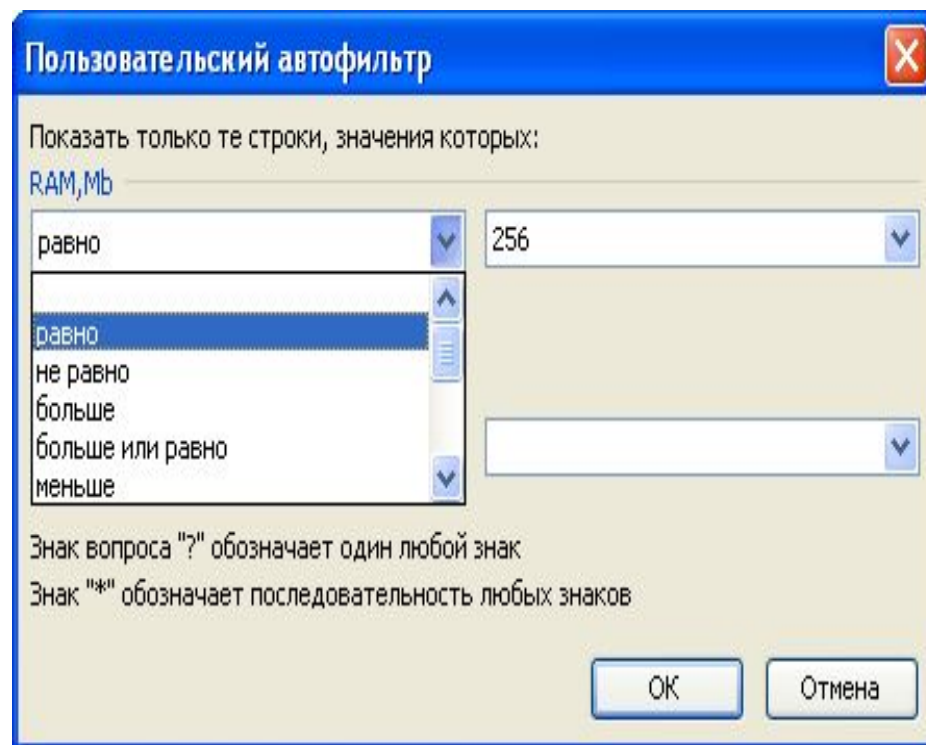 Пользовательский автофильтр
Показать только те строки, значения которых:
RAM,Mb
равно
256
равно
не равно
больше
больше или равно
меньше
Знак вопроса "?" обозначает один любой знак
Знак "*" обозначает последовательность любых знаков
ОК
Отмена